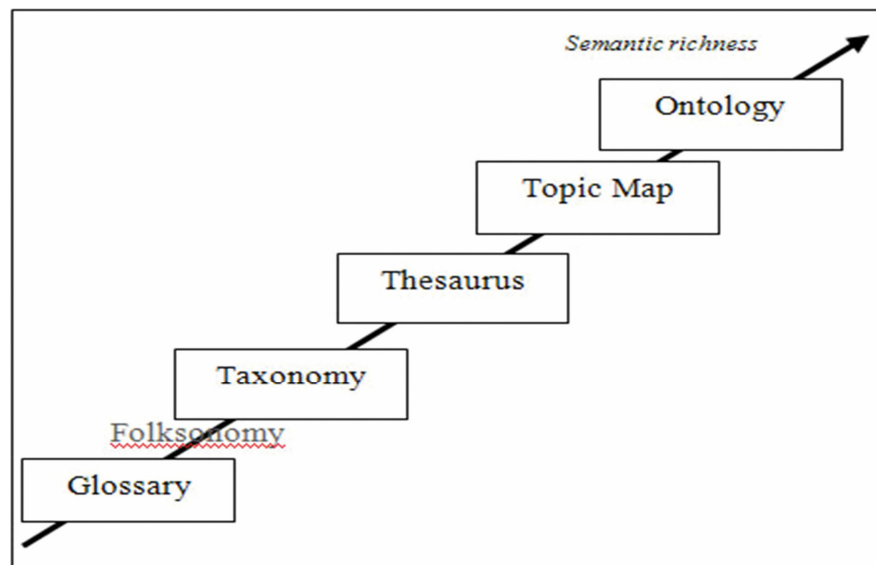 Semantic richness
Ontology
Topic Map
Thesaurus
Taxonomy
Folksonomy
Glossary